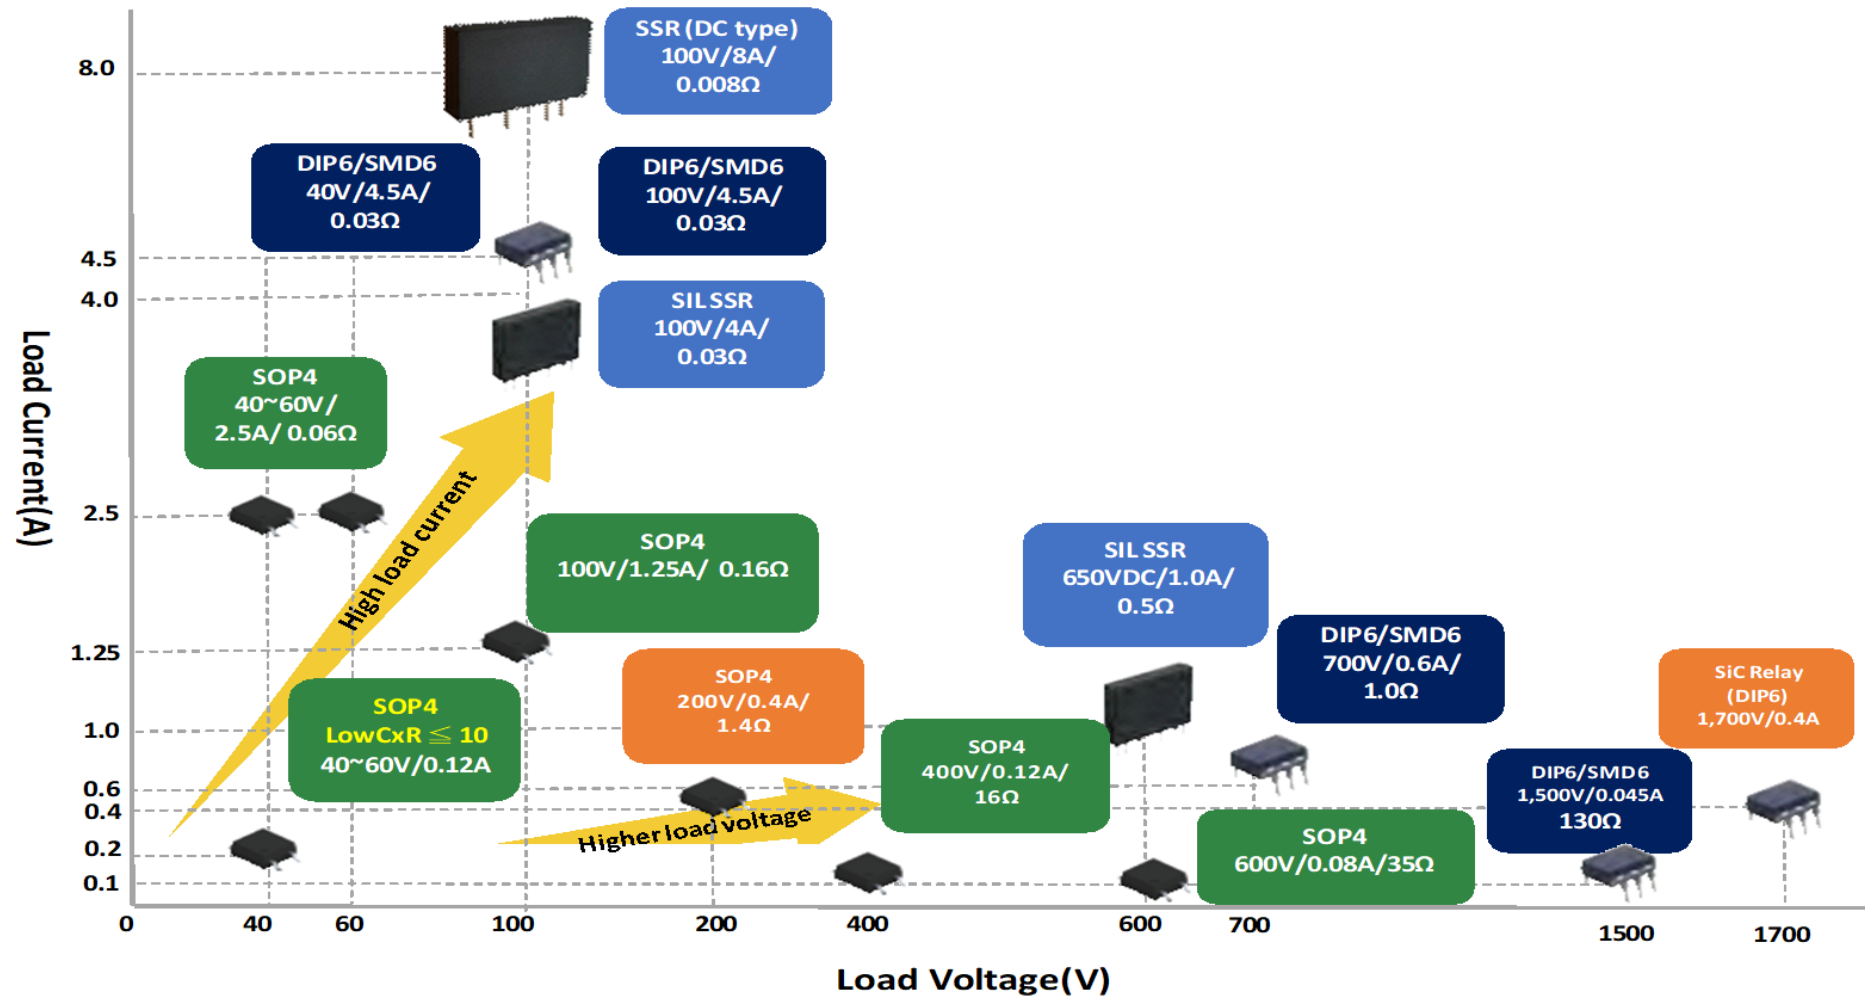 SSR (DC type)
100V/8A/
0.008Ω
8.0
DIP6/SMD6
40V/4.5A/
0.03Ω
DIP6/SMD6
100V/4.5A/
0.03Ω
4.5
4.0
SIL SSR
100V/4A/
0.03Ω
Load Current(A)
SOP4
40~60V/
2.5A/ 0.06Ω
High load current
2.5
SOP4
100V/1.25A/ 0.16Ω
SIL SSR
650VDC/1.0A/
0.5Ω
1.25
DIP6/SMD6
700V/0.6A/
1.0Ω
SOP4
200V/0.4A/
1.4Ω
SiC Relay
(DIP6)
1,700V/0.4A
SOP4
LowCxR ≦ 10
40~60V/0.12A
1.0
SOP4
400V/0.12A/
16Ω
DIP6/SMD6
1,500V/0.045A
130Ω
0.6
0.4
Higher load voltage
SOP4
600V/0.08A/35Ω
0.2
0.1
0 40 60 100 200 400 600 700 1500 1700
Load Voltage(V)